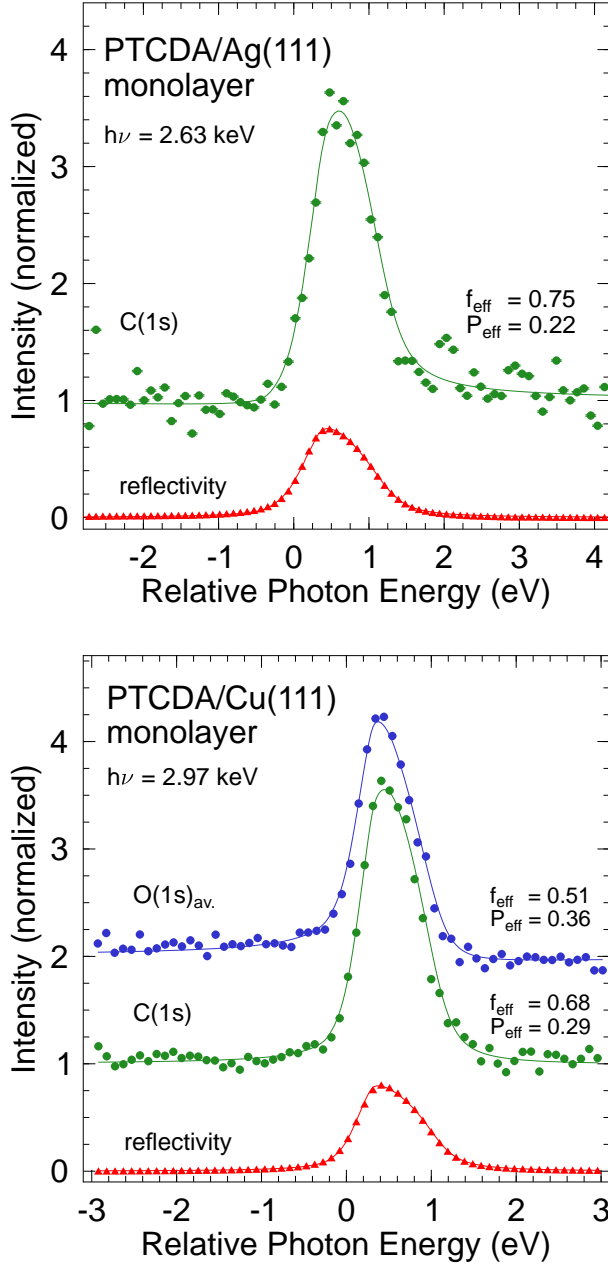 PTCDA/Ag(111)
monolayer
hν = 2.63 keV
C(1s)
f_eff = 0.75
P_eff = 0.22
reflectivity
Intensity (normalized)
4
3
2
1
0
-2 -1 0 1 2 3 4
Relative Photon Energy (eV)
PTCDA/Cu(111)
monolayer
hν = 2.97 keV
O(1s)av.
f_eff = 0.51
P_eff = 0.36
C(1s)
f_eff = 0.68
P_eff = 0.29
reflectivity
Intensity (normalized)
4
3
2
1
0
-3 -2 -1 0 1 2 3
Relative Photon Energy (eV)